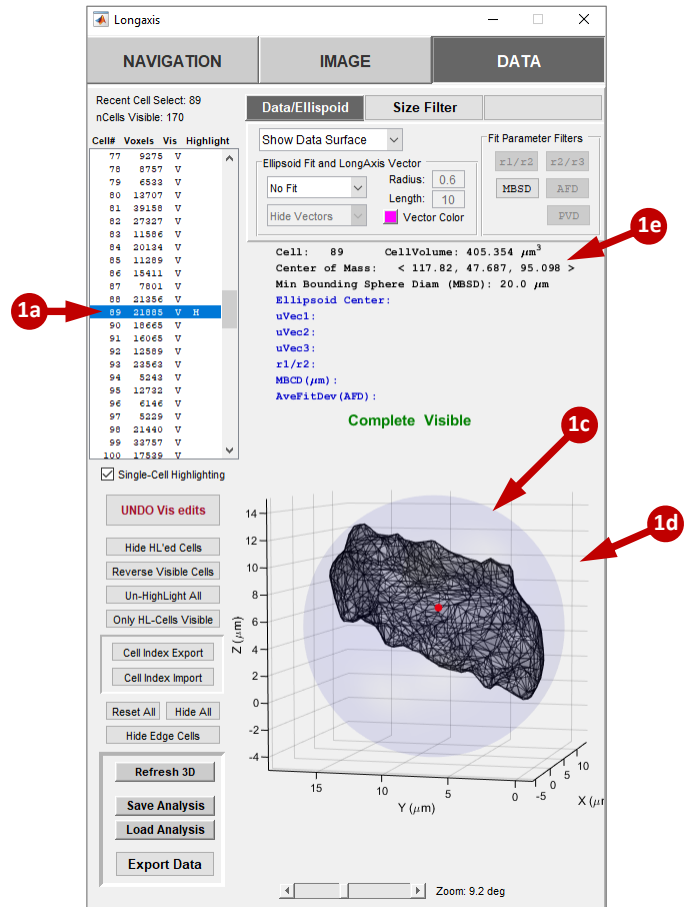 Longaxis
NAVIGATION IMAGE DATA
Recent Cell Select: 89
nCells Visible: 170
Cell# Voxels Vis Highlight
77 9275 V
78 8757 V
79 6533 V
80 13707 V
81 39158 V
82 27327 V
83 11586 V
84 20134 V
85 11289 V
86 15411 V
87 7801 V
88 21356 V
89 21885 V H
90 18665 V
91 16065 V
92 12589 V
93 23563 V
94 5243 V
95 12732 V
96 6146 V
97 5229 V
98 21440 V
99 33757 V
100 17539 V
1a
Single-Cell Highlighting
UNDO Vis edits
Hide HL'ed Cells
Reverse Visible Cells
Un-HighLight All
Only HL-Cells Visible
Cell Index Export
Cell Index Import
Reset All Hide All
Hide Edge Cells
Refresh 3D
Save Analysis
Load Analysis
Export Data
Data/Ellispoid Size Filter
Show Data Surface
Ellipsoid Fit and LongAxis Vector
No Fit
Radius: 0.6
Length: 10
Hide Vectors
Vector Color
Fit Parameter Filters
r1/r2 r2/r3
MBSD AFD
PVD
1e
Cell: 89 CellVolume: 405.354 μm³
Center of Mass: < 117.82, 47.687, 95.098 >
Min Bounding Sphere Diam (MBSD): 20.0 μm
Ellipsoid Center:
uVec1:
uVec2:
uVec3:
r1/r2:
MBCD(μm):
AveFitDev(AFD):
Complete Visible
1c
1d
14
12
10
8
6
4
2
0
-2
-4
Z (μm)
15 10 5 0
Y (μm)
-5 0 5 10
X (μr
Zoom: 9.2 deg